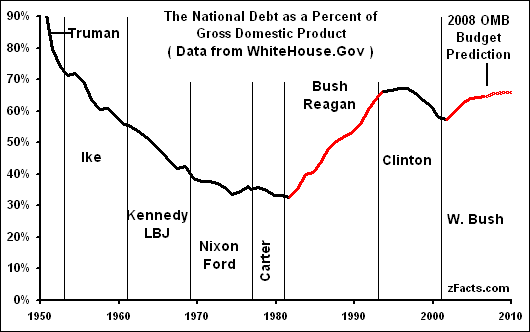 The National Debt as a Percent of
Gross Domestic Product
( Data from WhiteHouse.Gov )
2008 OMB
Budget
Prediction
90%
80%
70%
60%
50%
40%
30%
20%
10%
0%
Truman
Ike
Kennedy
LBJ
Nixon
Ford
Carter
Bush
Reagan
Clinton
W. Bush
zFacts.com
1950
1960
1970
1980
1990
2000
2010